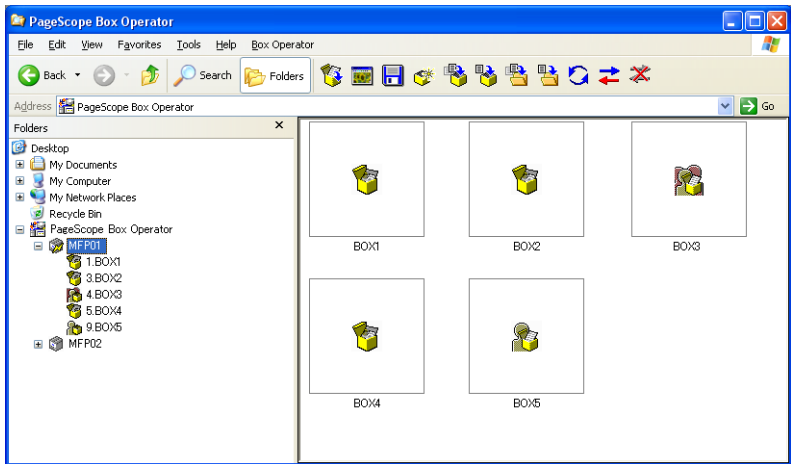 PageScope Box Operator
File Edit View Favorites Tools Help Box Operator
Back Search Folders
Address PageScope Box Operator Go
Folders
Desktop
My Documents
My Computer
My Network Places
Recycle Bin
PageScope Box Operator
MFP01
1.BOX1
3.BOX2
4.BOX3
5.BOX4
9.BOX5
MFP02
BOX1 BOX2 BOX3
BOX4 BOX5